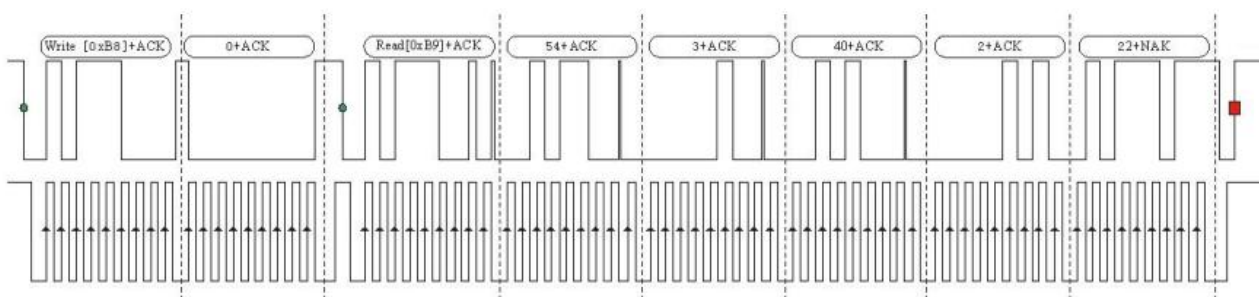 Write [0xB8]+ACK
0+ACK
Read[0xB9]+ACK
54+ACK
3+ACK
40+ACK
2+ACK
22+NAK